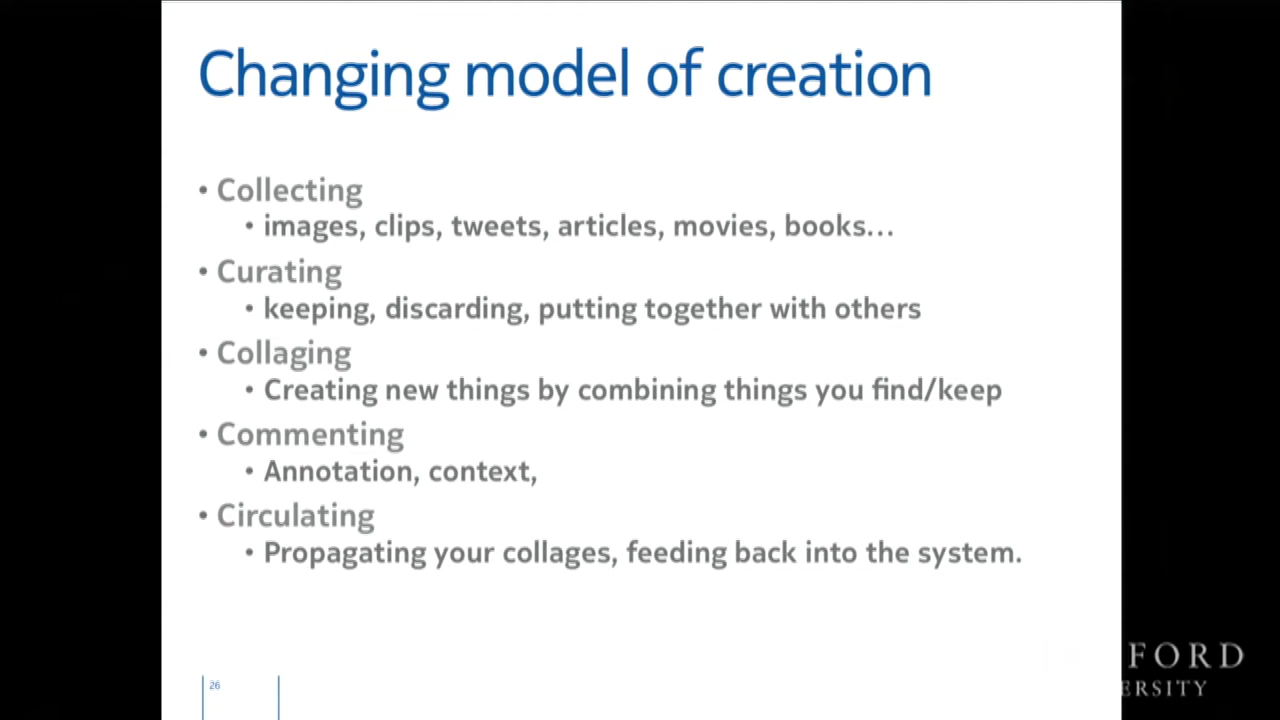 Changing model of creation
• Collecting
• images, clips, tweets, articles, movies, books...
• Curating
• keeping, discarding, putting together with others
• Collaging
• Creating new things by combining things you find/keep
• Commenting
• Annotation, context,
• Circulating
• Propagating your collages, feeding back into the system.
26
FORD
ERSITY